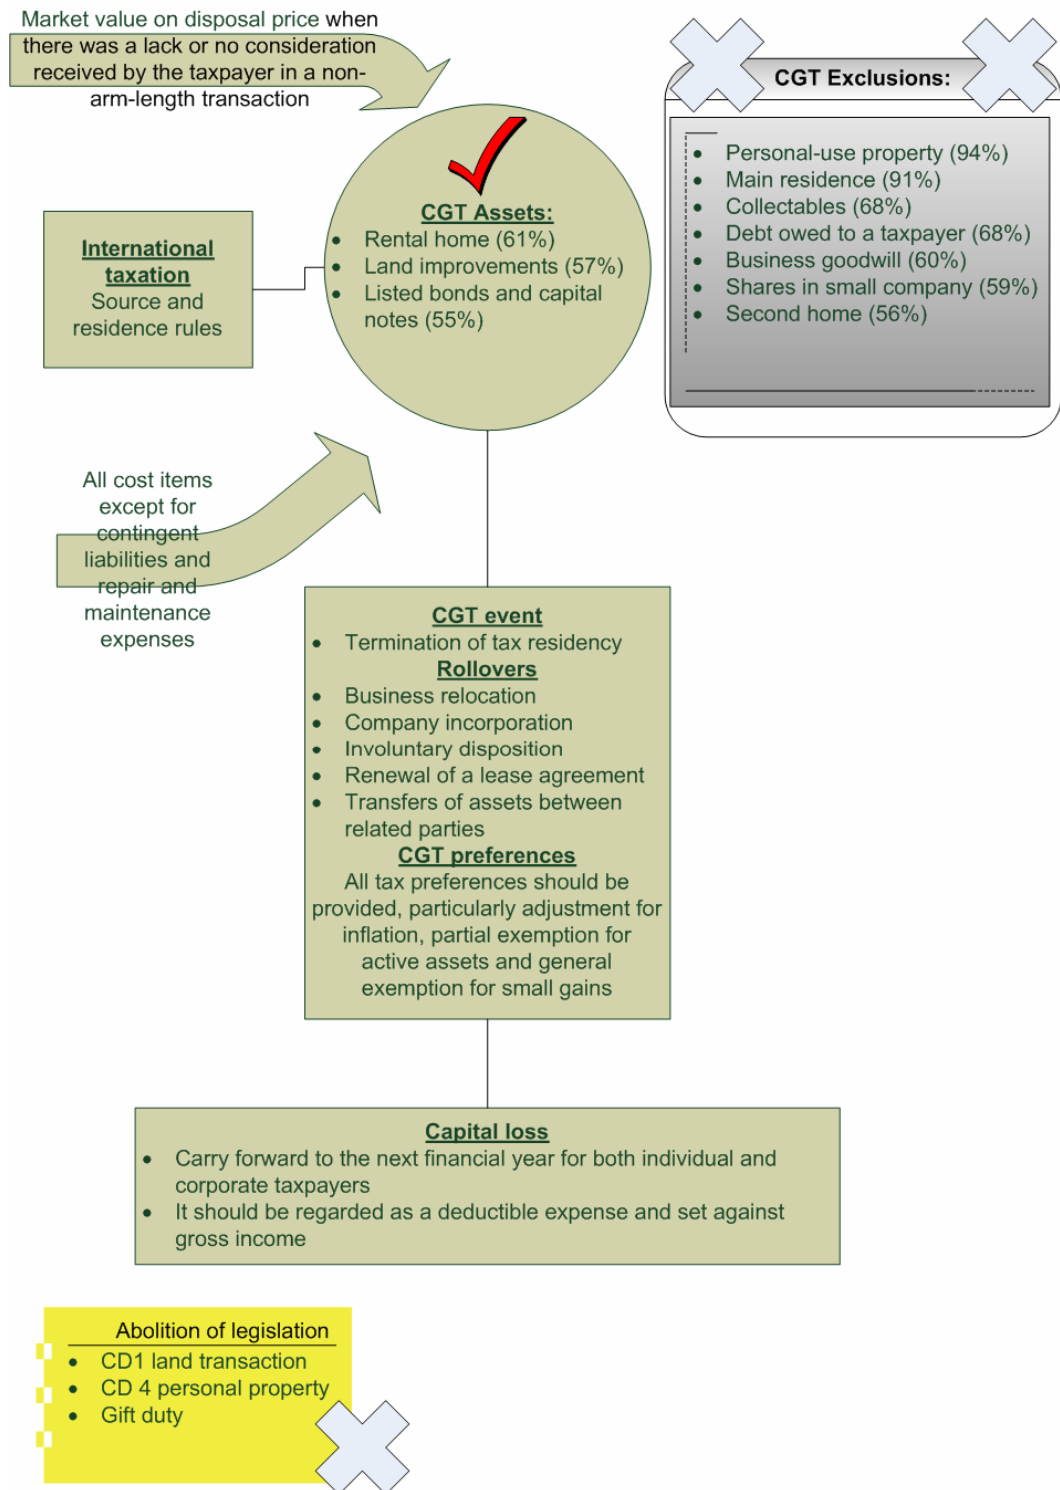 Market value on disposal price when
there was a lack or no consideration
received by the taxpayer in a non-
arm-length transaction
CGT Exclusions:
• Personal-use property (94%)
• Main residence (91%)
• Collectables (68%)
• Debt owed to a taxpayer (68%)
• Business goodwill (60%)
• Shares in small company (59%)
• Second home (56%)
CGT Assets:
• Rental home (61%)
• Land improvements (57%)
• Listed bonds and capital
notes (55%)
International
taxation
Source and
residence rules
All cost items
except for
contingent
liabilities and
repair and
maintenance
expenses
CGT event
• Termination of tax residency
Rollovers
• Business relocation
• Company incorporation
• Involuntary disposition
• Renewal of a lease agreement
• Transfers of assets between
related parties
CGT preferences
All tax preferences should be
provided, particularly adjustment for
inflation, partial exemption for
active assets and general
exemption for small gains
Capital loss
• Carry forward to the next financial year for both individual and
corporate taxpayers
• It should be regarded as a deductible expense and set against
gross income
Abolition of legislation
• CD1 land transaction
• CD 4 personal property
• Gift duty